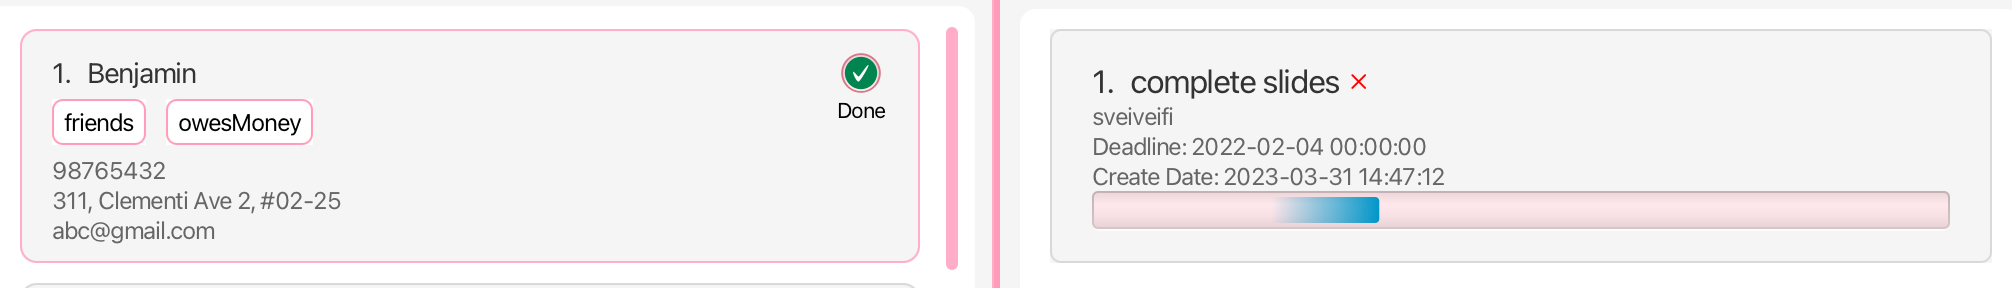 1. Benjamin
friends owesMoney
Done
98765432
311, Clementi Ave 2, #02-25
abc@gmail.com
1. complete slides
sveiveifi
Deadline: 2022-02-04 00:00:00
Create Date: 2023-03-31 14:47:12